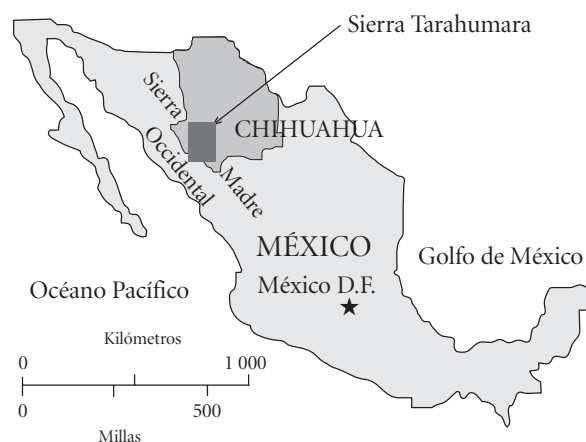 Sierra Tarahumara
Sierra
CHIHUAHUA
Occidental
Madre
MÉXICO
Golfo de México
México D.F.
Océano Pacífico
Kilómetros
0 1 000
0 500
Millas